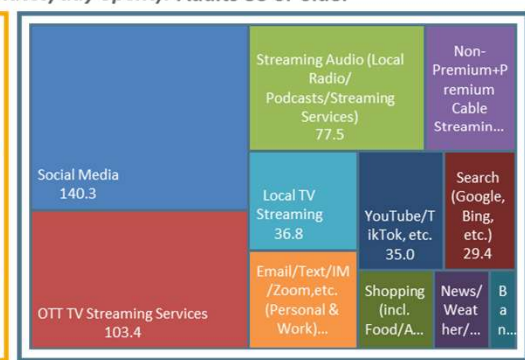 Adults 35 or older
Social Media
140.3
OTT TV Streaming Services
103.4
Streaming Audio (Local
Radio/
Podcasts/Streaming
Services)
77.5
Non-
Premium+P
remium
Cable
Streamin...
Local TV
Streaming
36.8
YouTube/T
ikTok, etc.
35.0
Search
(Google,
Bing,
etc.)
29.4
Email/Text/IM
/Zoom,etc.
(Personal &
Work)...
Shopping
(incl.
Food/A...
News/
Weat
her/...
B
a
n...